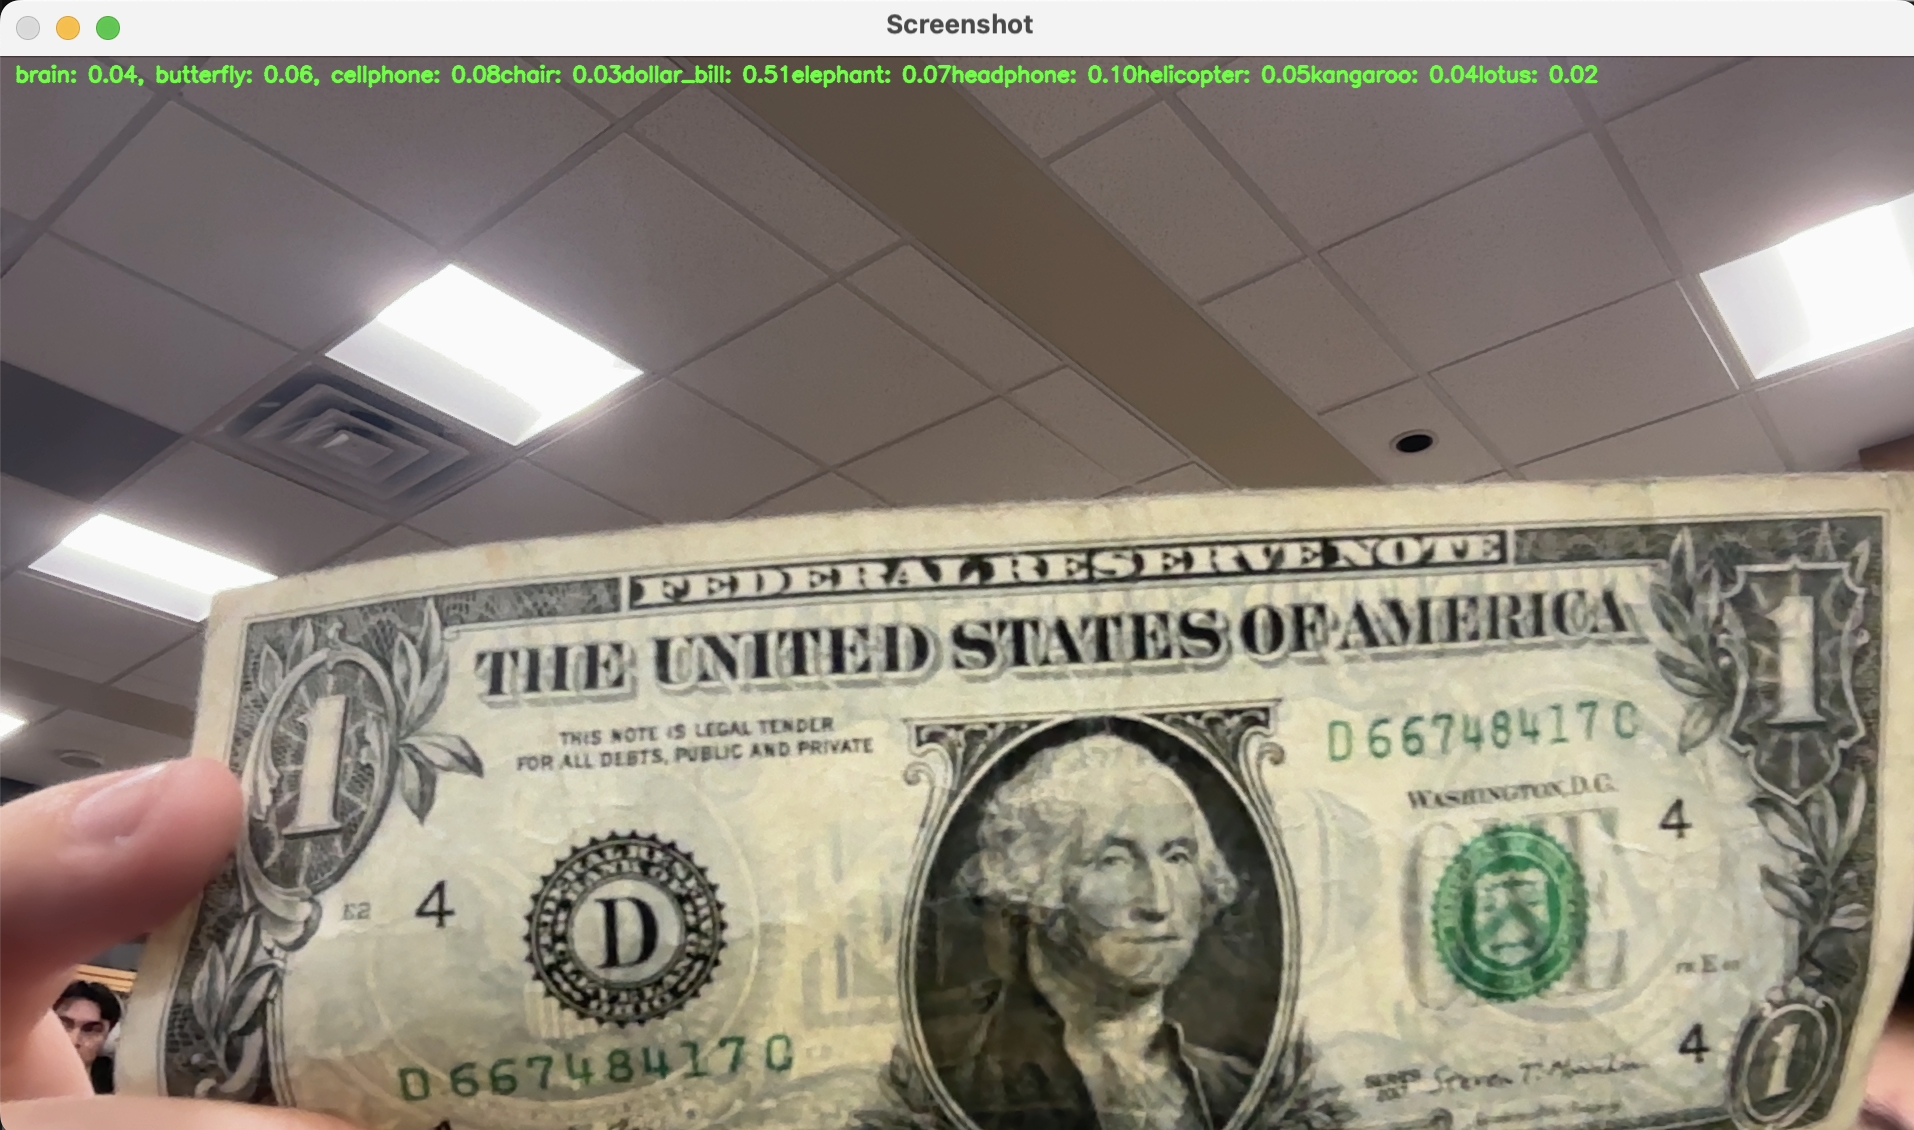 Screenshot
brain: 0.04, butterfly: 0.06, cellphone: 0.08chair: 0.03dollar_bill: 0.51elephant: 0.07headphone: 0.10helicopter: 0.05kangaroo: 0.04lotus: 0.02
FEDERAL RESERVE NOTE
THE UNITED STATES OF AMERICA
1
1
THIS NOTE IS LEGAL TENDER
FOR ALL DEBTS, PUBLIC AND PRIVATE
D 66748417 C
WASHINGTON, D.C.
4
E2
4
D
4
D 66748417 C
Steven T.
1